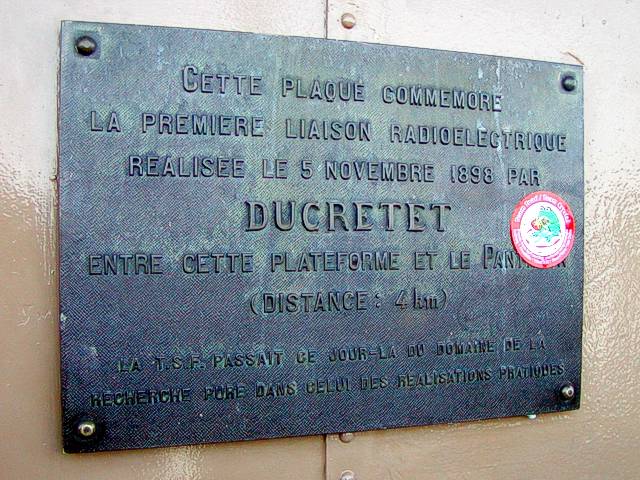 CETTE PLAQUE COMMEMORE
LA PREMIERE LIAISON RADIOELECTRIQUE
REALISEE LE 5 NOVEMBRE 1898 PAR
DUCRETET
ENTRE CETTE PLATEFORME ET LE
(DISTANCE: 4 km)
LA T.S.F. PASSAIT CE JOUR-LA DU DOMAINE DE LA
RECHERCHE PURE DANS CELUI DES REALISATIONS PRATIQUES